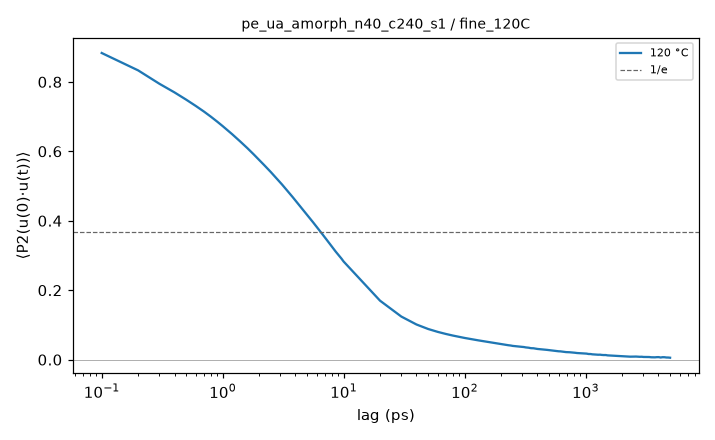 pe_ua_amorph_n40_c240_s1 / fine_120C
120 °C
1/e
⟨P2(u(0)·u(t))⟩
0.8
0.6
0.4
0.2
0.0
10⁻¹ 10⁰ 10¹ 10² 10³
lag (ps)